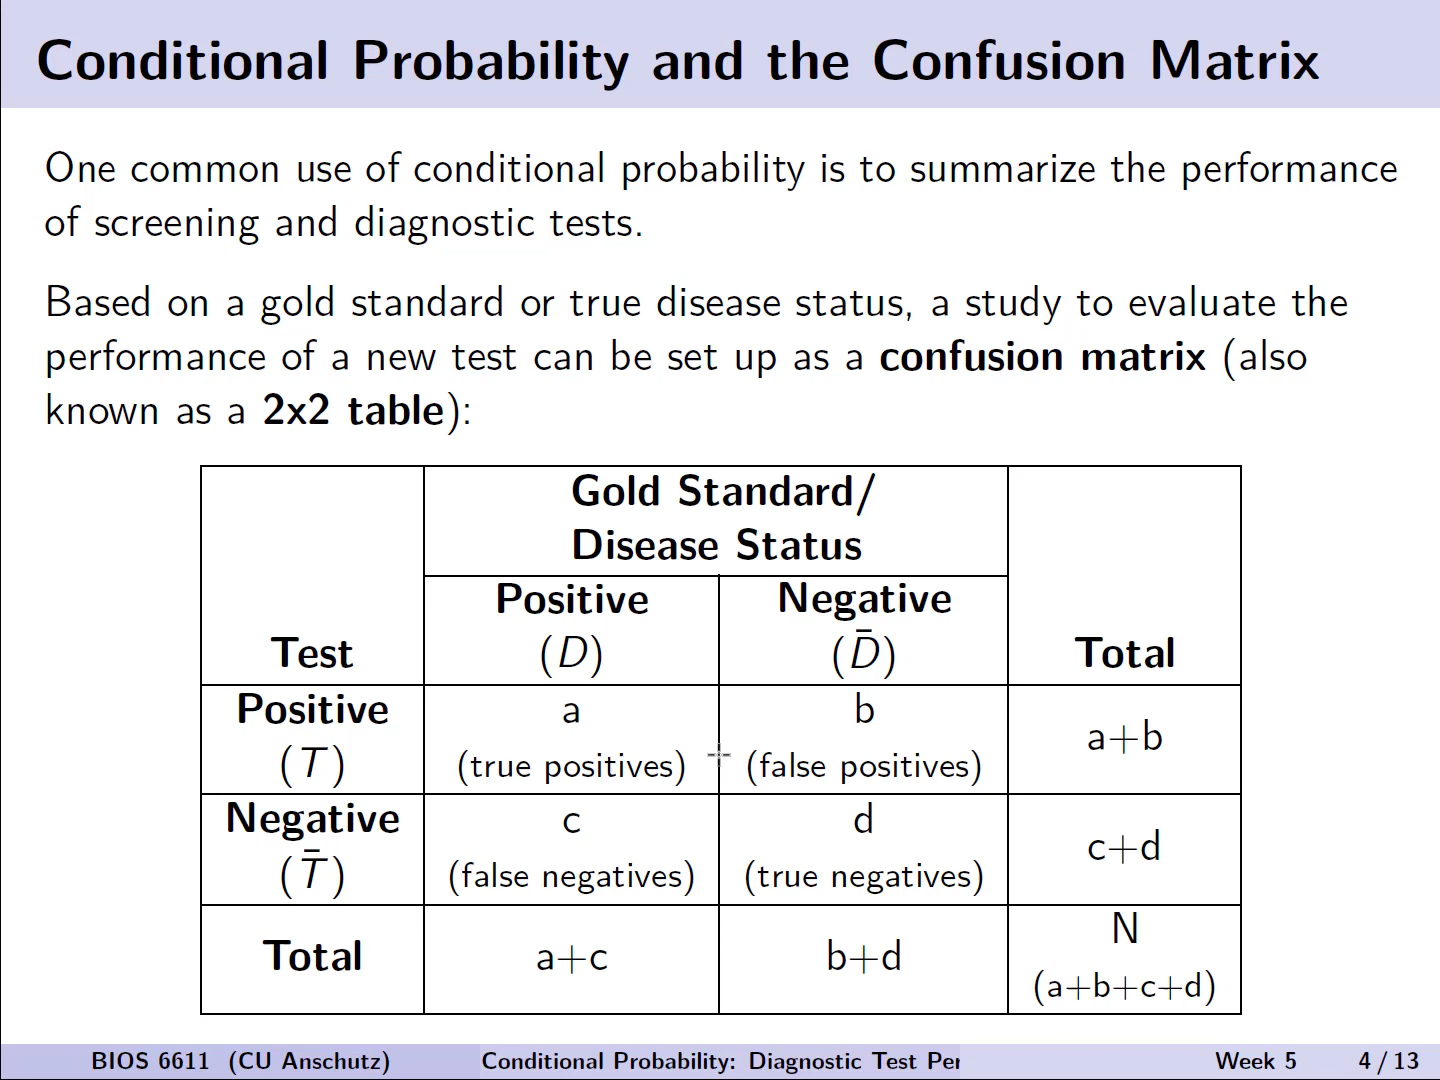 Conditional Probability and the Confusion Matrix
One common use of conditional probability is to summarize the performance
of screening and diagnostic tests.
Based on a gold standard or true disease status, a study to evaluate the
performance of a new test can be set up as a confusion matrix (also
known as a 2x2 table):
Gold Standard/
Disease Status
Positive Negative
Test (D) (D̄) Total
Positive a b
a+b
(T) (true positives) (false positives)
Negative c d
c+d
(T̄) (false negatives) (true negatives)
N
Total a+c b+d
(a+b+c+d)
BIOS 6611 (CU Anschutz) Conditional Probability: Diagnostic Test Per Week 5 4 / 13